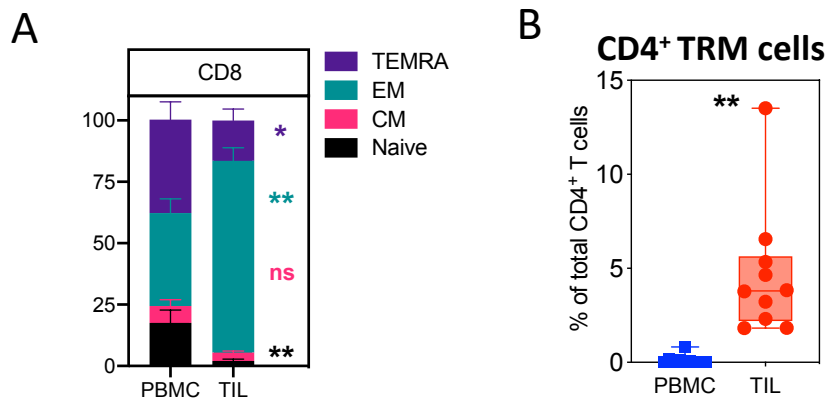 A
CD8
TEMRA
EM
CM
Naive
100
75
50
25
0
*
**
ns
**
PBMC
TIL
B
CD4⁺ TRM cells
% of total CD4⁺ T cells
15
10
5
0
**
PBMC
TIL